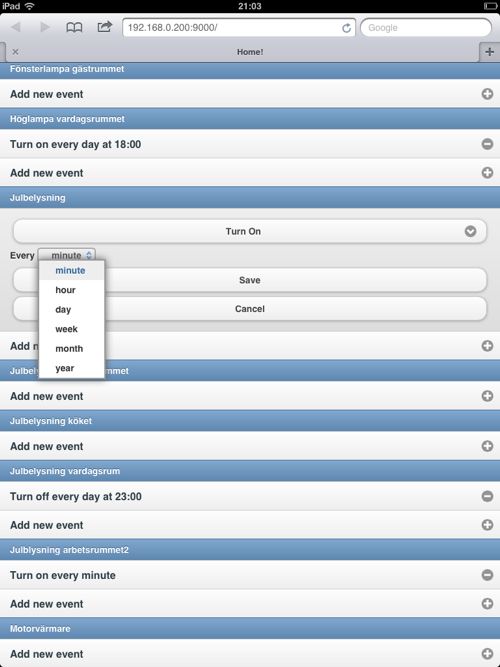 iPad 21:03
192.168.0.200:9000/ Google
Home!
Fönsterlampa gästrummet
Add new event
Höglampa vardagsrummet
Turn on every day at 18:00
Add new event
Julbelysning
Turn On
Every minute
minute
Save
hour
day
Cancel
week
month
Add n
year
Julbely mmet
Add new event
Julbelysning köket
Add new event
Julbelysning vardagsrum
Turn off every day at 23:00
Add new event
Julblysning arbetsrummet2
Turn on every minute
Add new event
Motorvärmare
Add new event